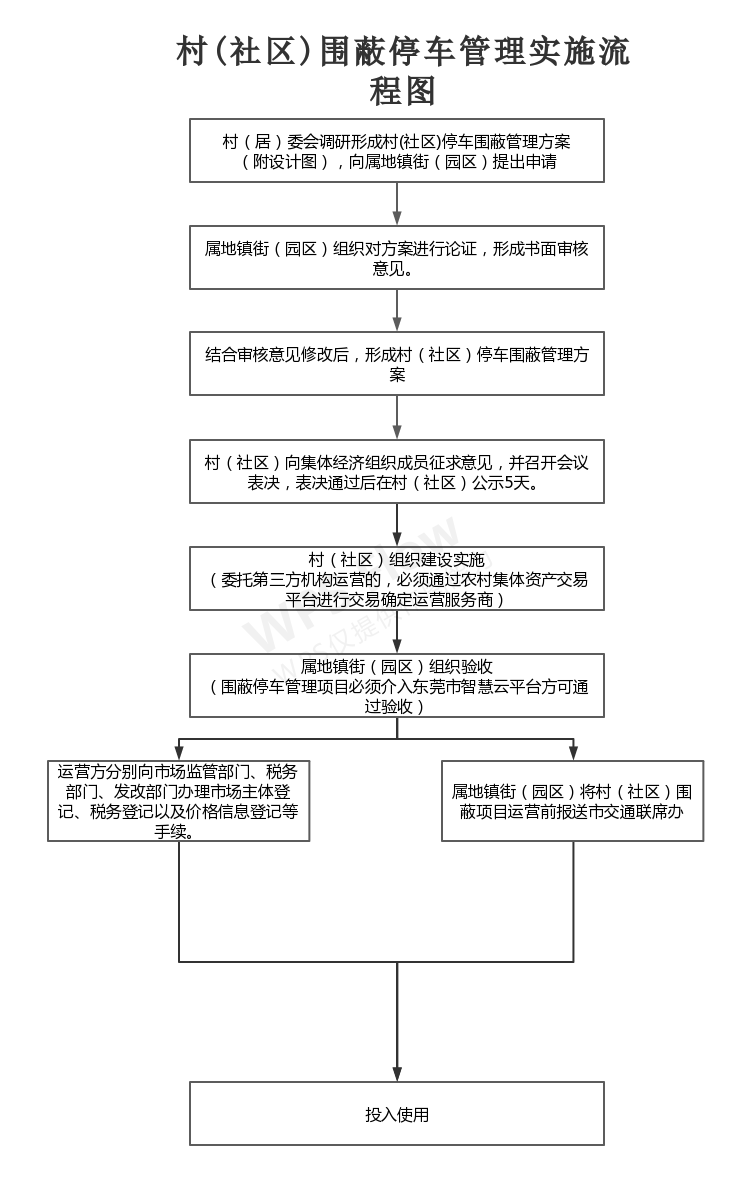 村(社区)围蔽停车管理实施流
程图
村（居）委会调研形成村(社区)停车围蔽管理方案
（附设计图），向属地镇街（园区）提出申请
属地镇街（园区）组织对方案进行论证，形成书面审核
意见。
结合审核意见修改后，形成村（社区）停车围蔽管理方
案
村（社区）向集体经济组织成员征求意见，并召开会议
表决，表决通过后在村（社区）公示5天。
村（社区）组织建设实施
（委托第三方机构运营的，必须通过农村集体资产交易
平台进行交易确定运营服务商）
属地镇街（园区）组织验收
（围蔽停车管理项目必须介入东莞市智慧云平台方可通
过验收）
运营方分别向市场监管部门、税务
部门、发改部门办理市场主体登
记、税务登记以及价格信息登记等
手续。
属地镇街（园区）将村（社区）围
蔽项目运营前报送市交通联席办
投入使用